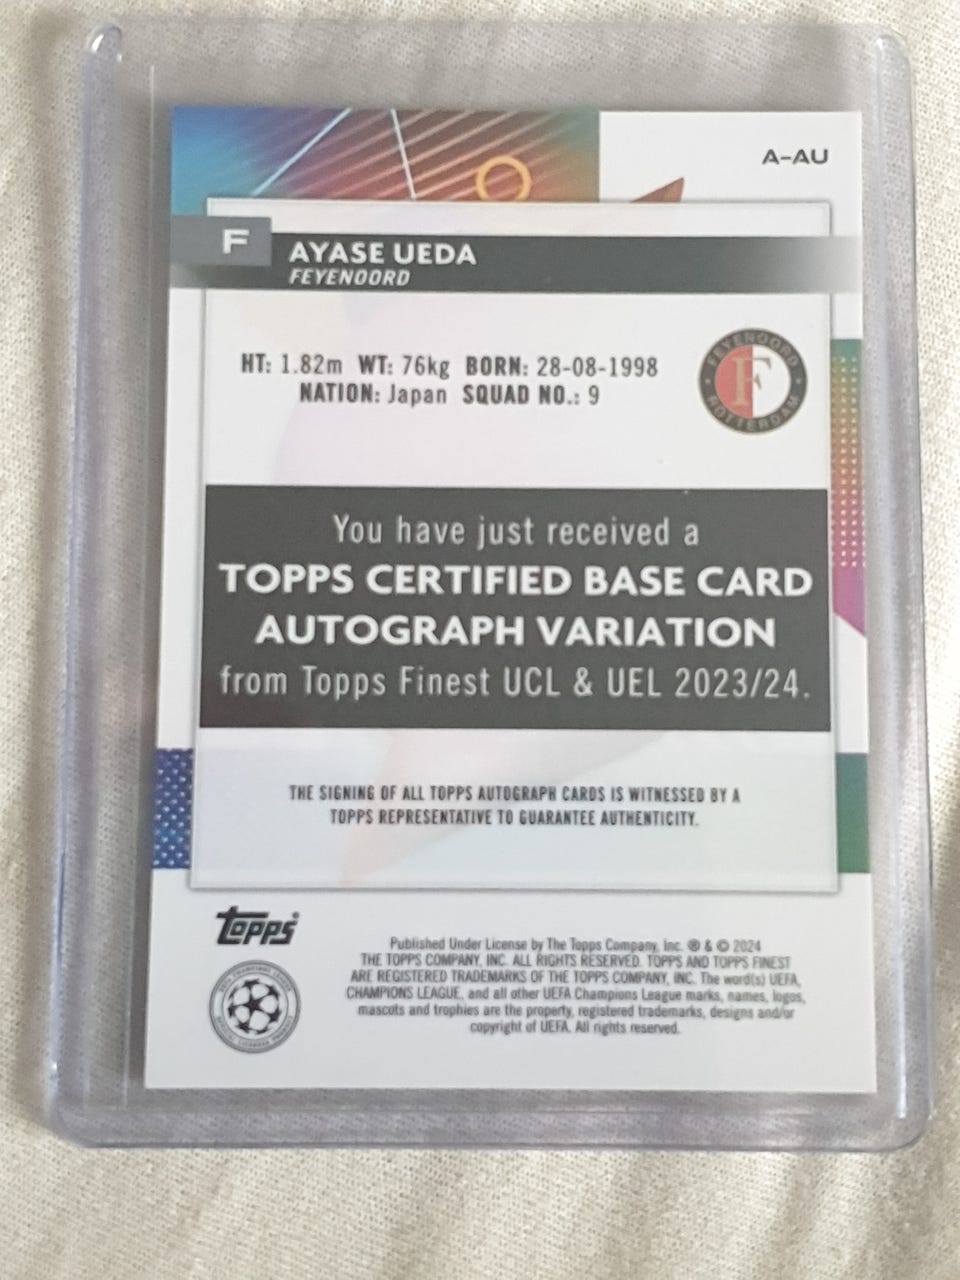 A-AU
F
AYASE UEDA
FEYENOORD
HT: 1.82m WT: 76kg BORN: 28-08-1998
NATION: Japan SQUAD NO.: 9
FEYENOORD
F
ROTTERDAM
You have just received a
TOPPS CERTIFIED BASE CARD
AUTOGRAPH VARIATION
from Topps Finest UCL & UEL 2023/24.
THE SIGNING OF ALL TOPPS AUTOGRAPH CARDS IS WITNESSED BY A
TOPPS REPRESENTATIVE TO GUARANTEE AUTHENTICITY.
topps®
Published Under License by The Topps Company, Inc. ® & © 2024
THE TOPPS COMPANY, INC. ALL RIGHTS RESERVED. TOPPS AND TOPPS FINEST
ARE REGISTERED TRADEMARKS OF THE TOPPS COMPANY, INC. The word(s) UEFA,
CHAMPIONS LEAGUE, and all other UEFA Champions League marks, names, logos,
mascots and trophies are the property, registered trademarks, designs and/or
copyright of UEFA. All rights reserved.